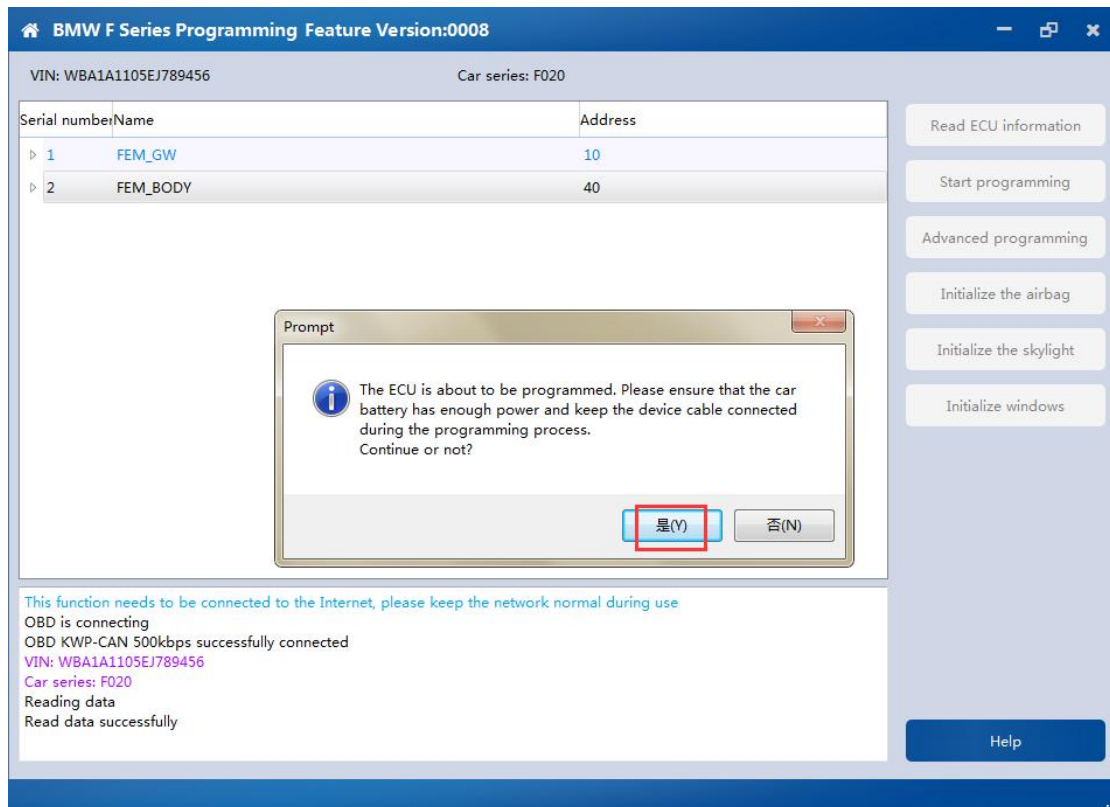 BMW F Series Programming Feature Version:0008
VIN: WBA1A1105EJ789456 Car series: F020
Serial number Name Address
1 FEM_GW 10
2 FEM_BODY 40
Read ECU information
Start programming
Advanced programming
Initialize the airbag
Initialize the skylight
Initialize windows
Prompt
The ECU is about to be programmed. Please ensure that the car
battery has enough power and keep the device cable connected
during the programming process.
Continue or not?
是(Y) 否(N)
This function needs to be connected to the Internet, please keep the network normal during use
OBD is connecting
OBD KWP-CAN 500kbps successfully connected
VIN: WBA1A1105EJ789456
Car series: F020
Reading data
Read data successfully
Help